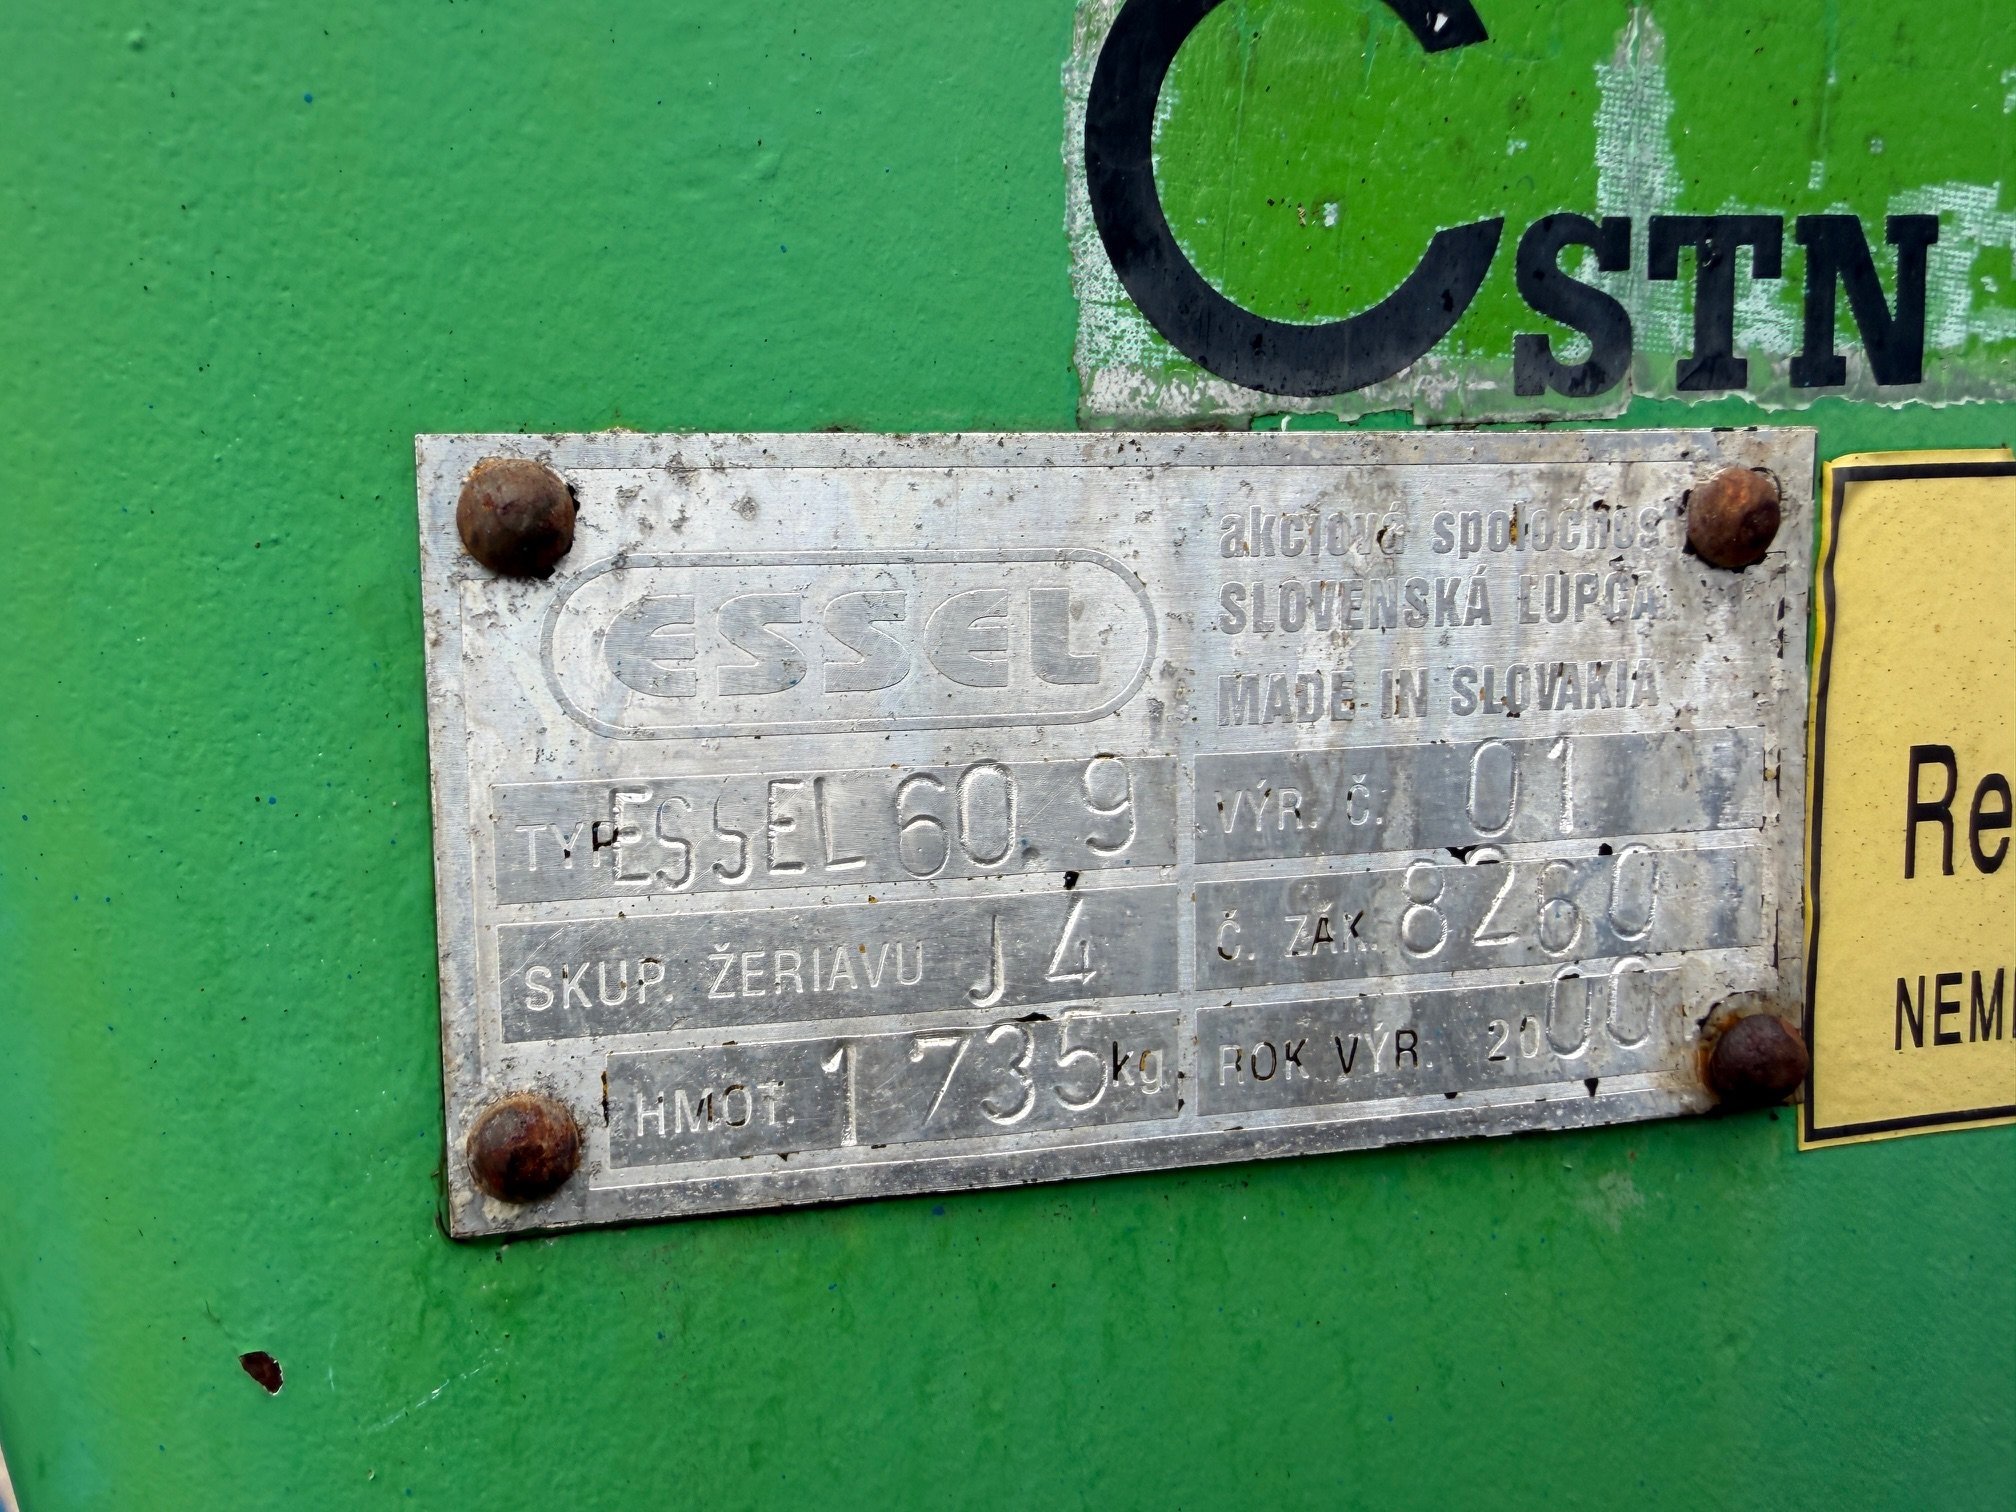 CSTN
ESSEL
akciová spoločnosť
SLOVENSKÁ ĽUPČA
MADE IN SLOVAKIA
TYP ESSEL 60.9
VÝR. Č. 01
SKUP. ŽERIAVU J 4
Č. ZÁK. 8260
HMOT. 1 735 kg
ROK VÝR. 2000
Re
NEM